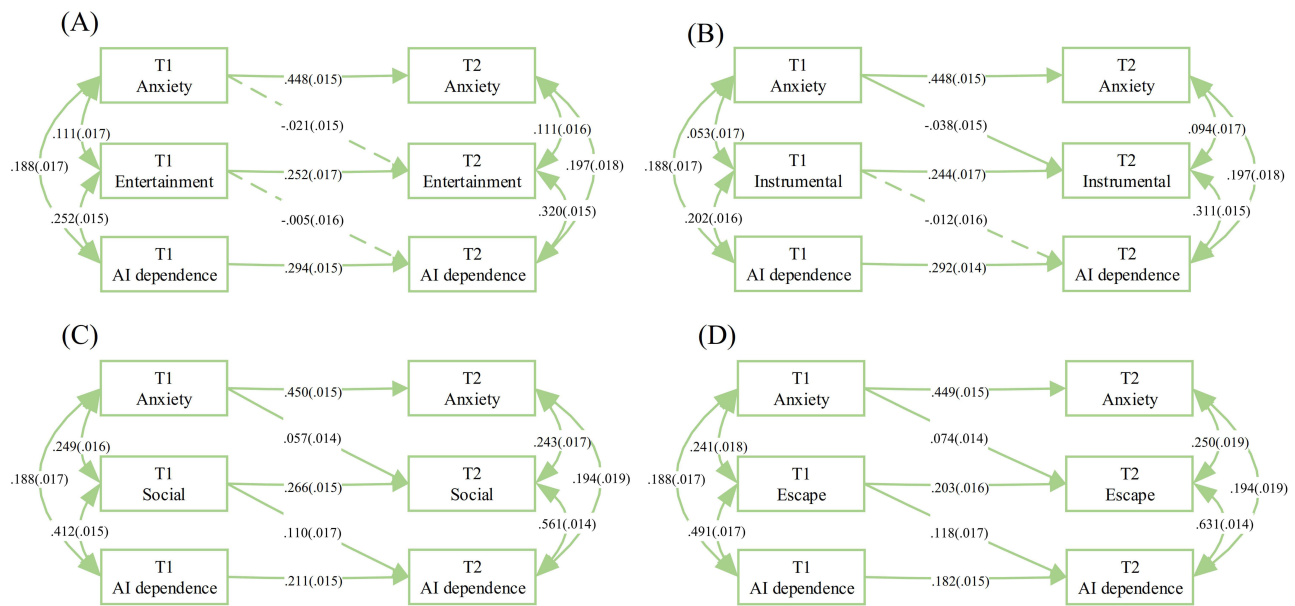 (A)
T1
Anxiety
T2
Anxiety
.448(.015)
-.021(.015)
.111(.017)
.111(.016)
.188(.017)
.197(.018)
T1
Entertainment
T2
Entertainment
.252(.017)
-.005(.016)
.252(.015)
.320(.015)
T1
AI dependence
T2
AI dependence
.294(.015)
(B)
T1
Anxiety
T2
Anxiety
.448(.015)
-.038(.015)
.053(.017)
.094(.017)
.188(.017)
.197(.018)
T1
Instrumental
T2
Instrumental
.244(.017)
-.012(.016)
.202(.016)
.311(.015)
T1
AI dependence
T2
AI dependence
.292(.014)
(C)
T1
Anxiety
T2
Anxiety
.450(.015)
.057(.014)
.249(.016)
.243(.017)
.188(.017)
.194(.019)
T1
Social
T2
Social
.266(.015)
.110(.017)
.412(.015)
.561(.014)
T1
AI dependence
T2
AI dependence
.211(.015)
(D)
T1
Anxiety
T2
Anxiety
.449(.015)
.074(.014)
.241(.018)
.250(.019)
.188(.017)
.194(.019)
T1
Escape
T2
Escape
.203(.016)
.118(.017)
.491(.017)
.631(.014)
T1
AI dependence
T2
AI dependence
.182(.015)